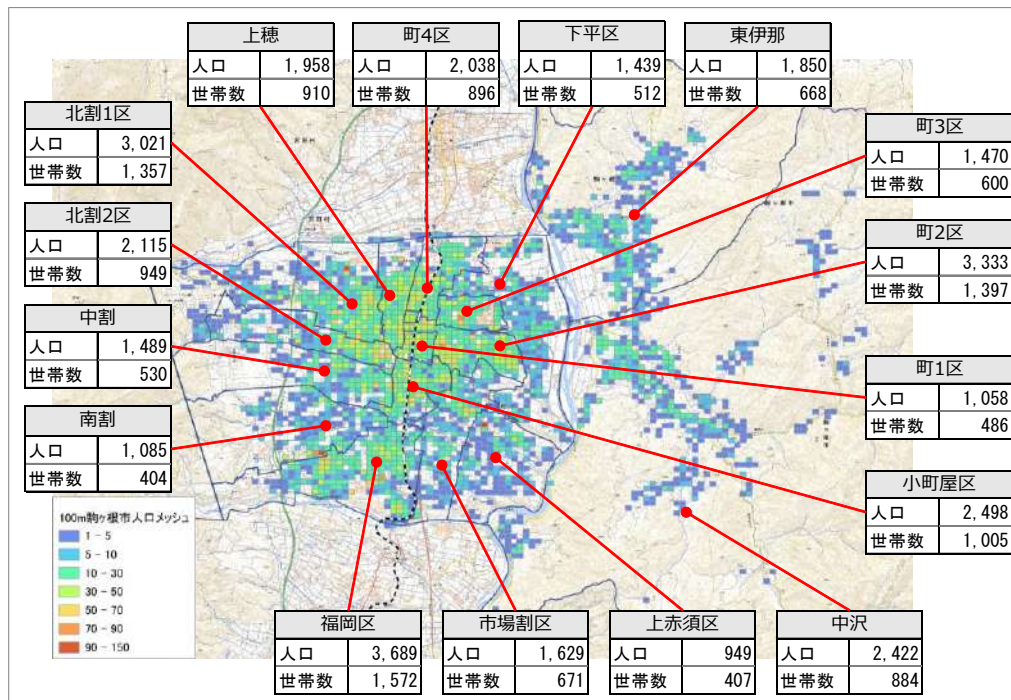 上穂
人口 1,958
世帯数 910
町4区
人口 2,038
世帯数 896
下平区
人口 1,439
世帯数 512
東伊那
人口 1,850
世帯数 668
北割1区
人口 3,021
世帯数 1,357
町3区
人口 1,470
世帯数 600
北割2区
人口 2,115
世帯数 949
町2区
人口 3,333
世帯数 1,397
中割
人口 1,489
世帯数 530
町1区
人口 1,058
世帯数 486
南割
人口 1,085
世帯数 404
小町屋区
人口 2,498
世帯数 1,005
100m駒ヶ根市人口メッシュ
1 - 5
5 - 10
10 - 30
30 - 50
50 - 70
70 - 90
90 - 150
福岡区
人口 3,689
世帯数 1,572
市場割区
人口 1,629
世帯数 671
上赤須区
人口 949
世帯数 407
中沢
人口 2,422
世帯数 884